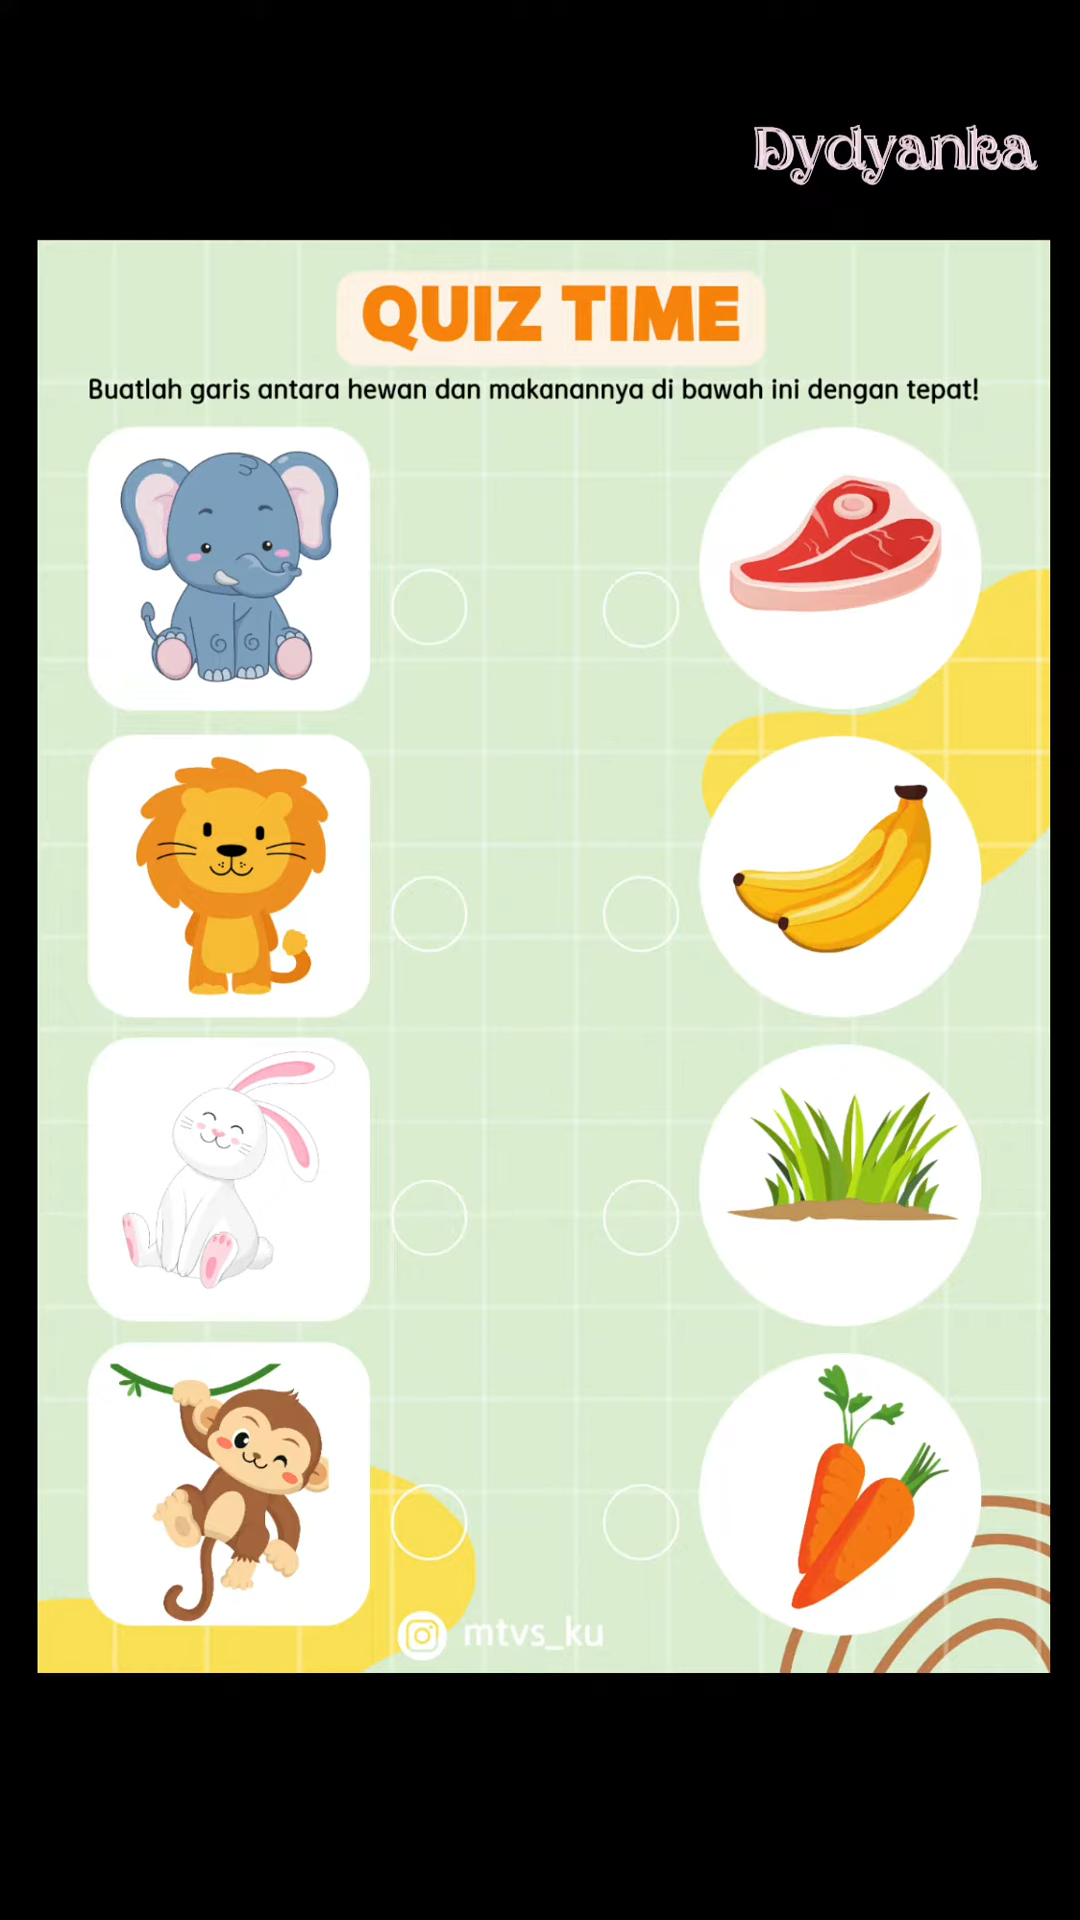 Dydyanka
QUIZ TIME
Buatlah garis antara hewan dan makanannya di bawah ini dengan tepat!
mtvs_ku